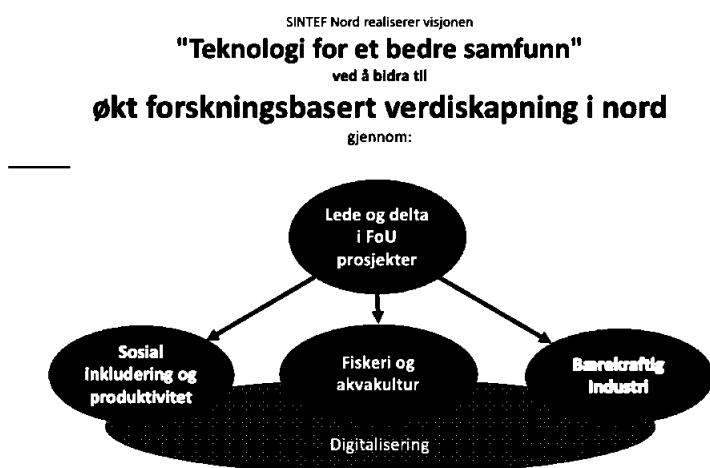 SINTEF Nord realiserer visjonen
"Teknologi for et bedre samfunn"
ved å bidra til
økt forskningsbasert verdiskapning i nord
gjennom:
Lede og delta
i FoU
prosjekter
Sosial
inkludering og
produktivitet
Fiskeri og
akvakultur
Bærekraftig
industri
Digitalisering